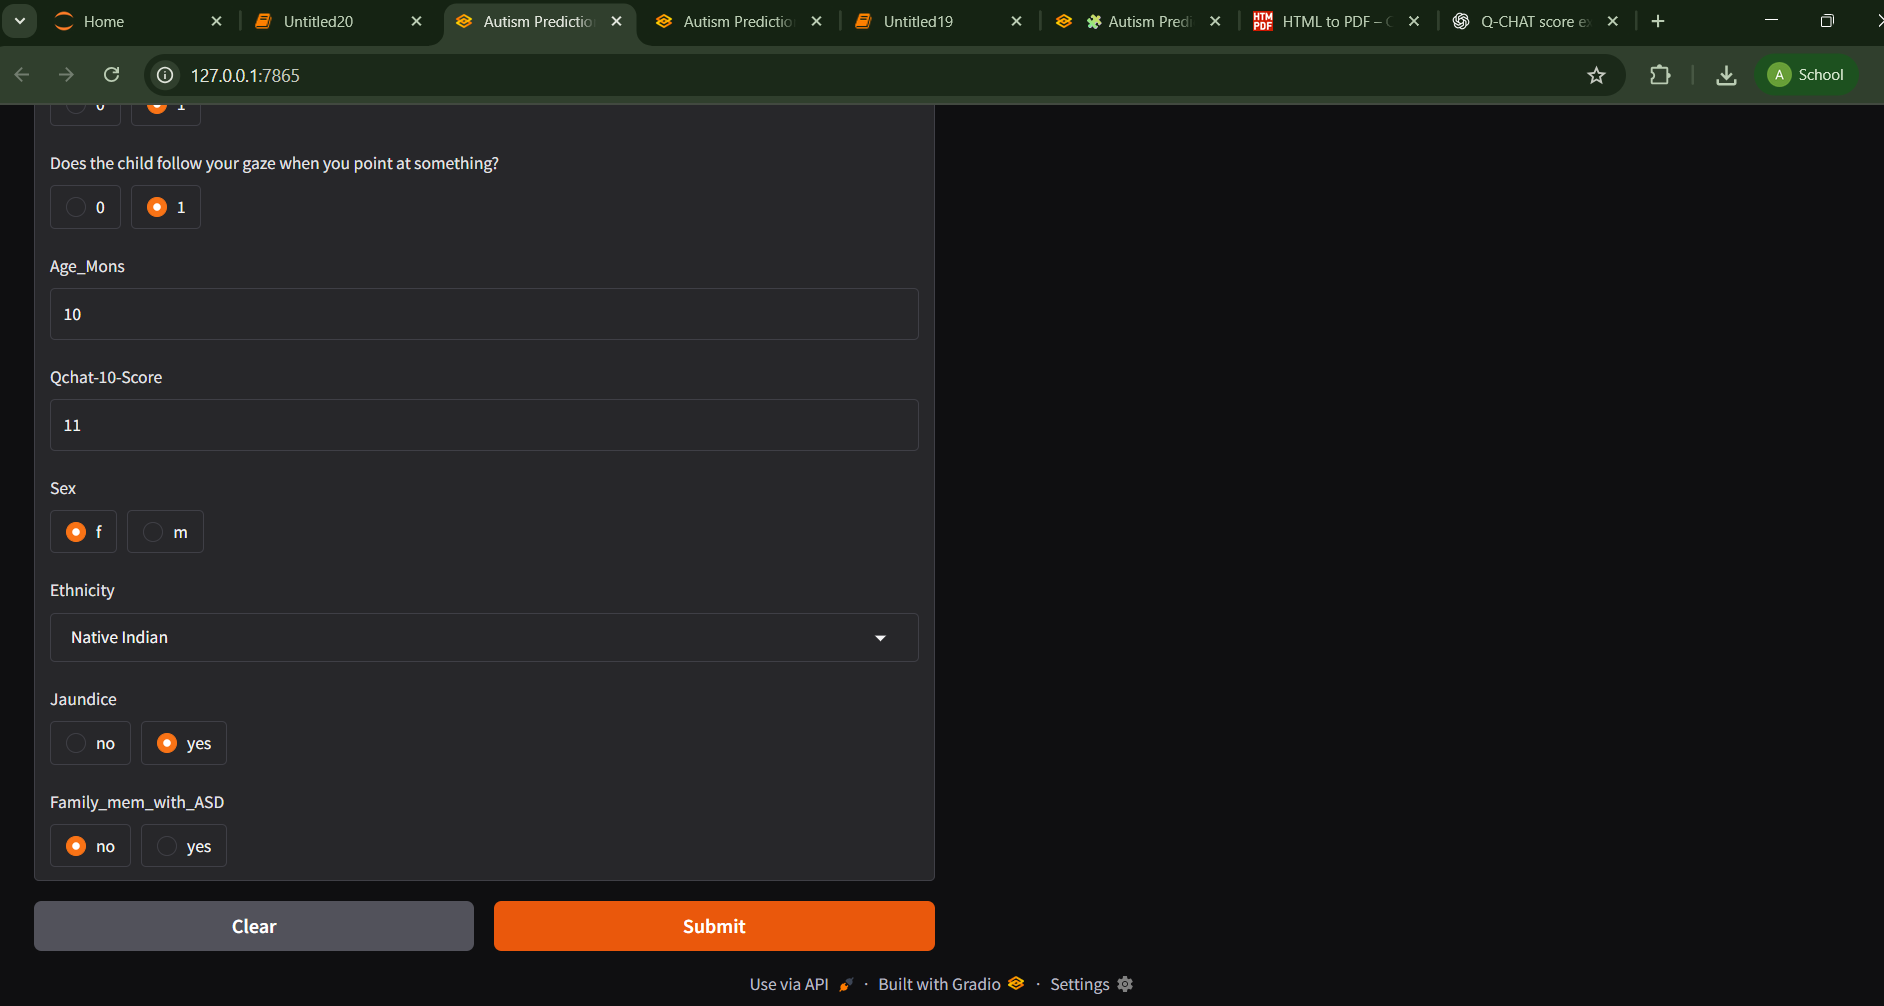 Home
Untitled20
Autism Predictio
Autism Predictio
Untitled19
Autism Predi
HTML to PDF – C
Q-CHAT score ex
127.0.0.1:7865
A School
0 1
Does the child follow your gaze when you point at something?
0 1
Age_Mons
10
Qchat-10-Score
11
Sex
f m
Ethnicity
Native Indian
Jaundice
no yes
Family_mem_with_ASD
no yes
Clear Submit
Use via API · Built with Gradio · Settings